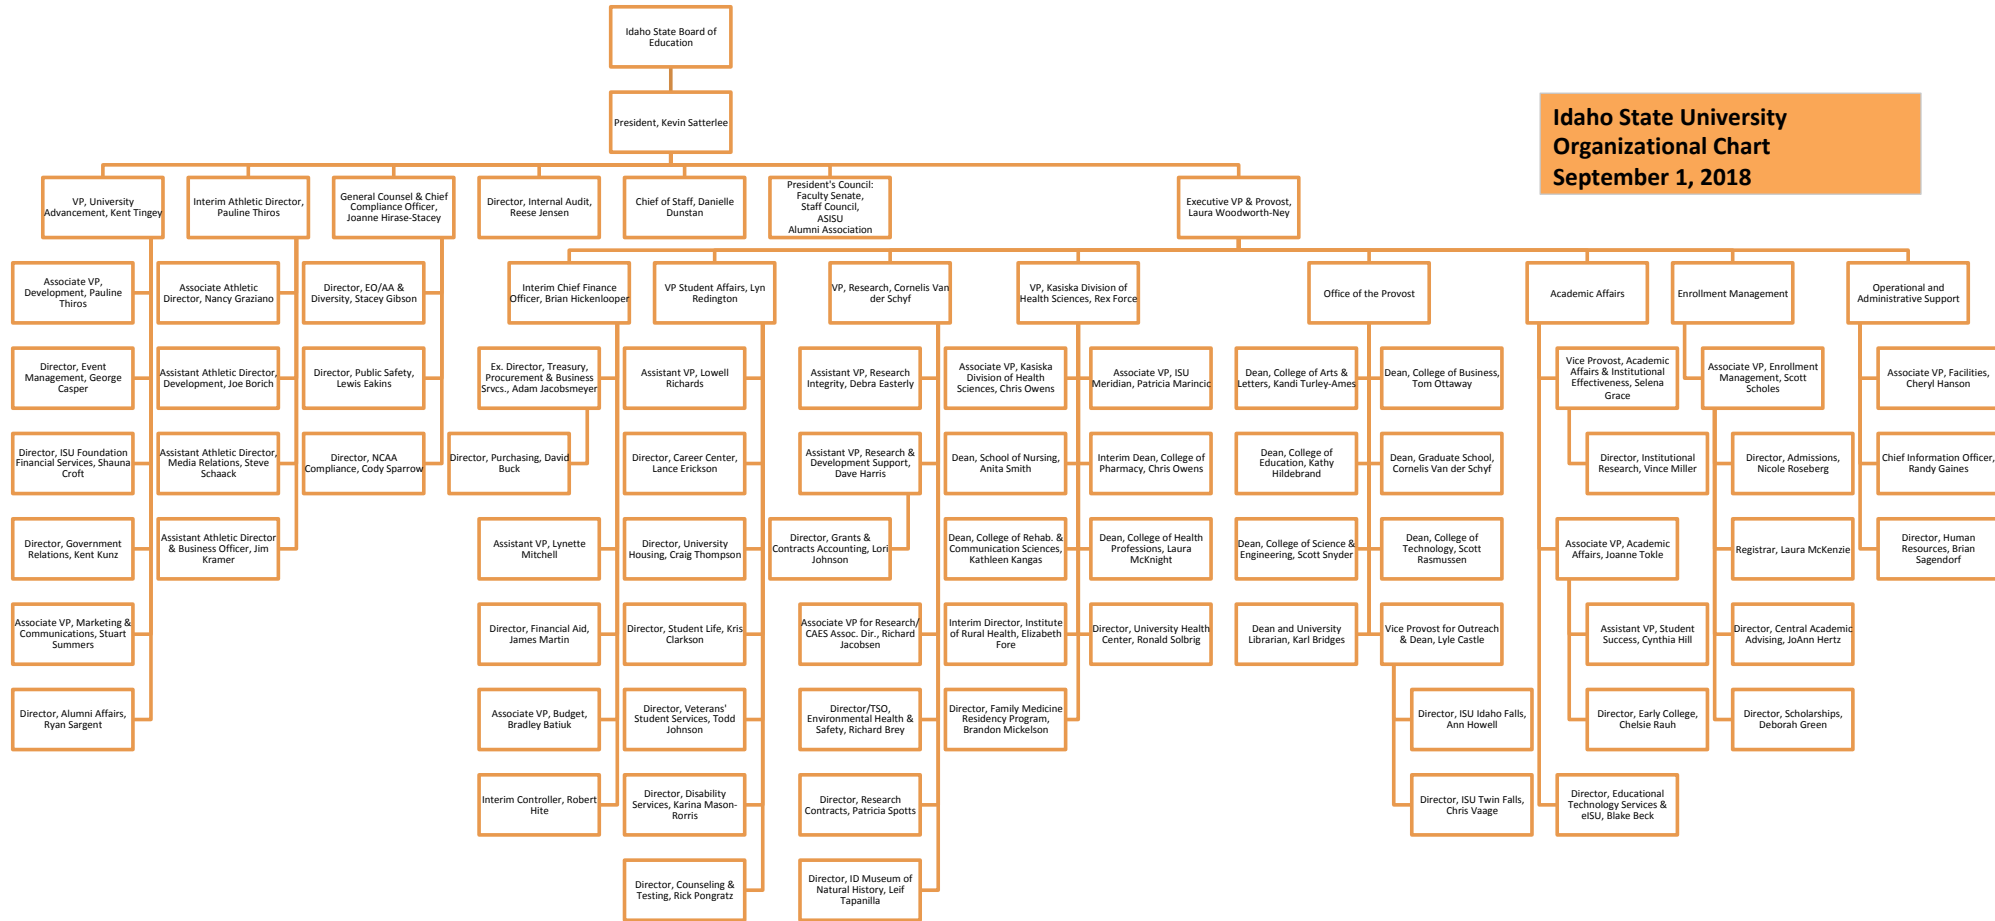 Idaho State Board of
Education
President, Kevin Satterlee
Idaho State University
Organizational Chart
September 1, 2018
VP, University
Advancement, Kent Tingey
Interim Athletic Director,
Pauline Thiros
General Counsel & Chief
Compliance Officer,
Joanne Hirase-Stacey
Director, Internal Audit,
Reese Jensen
Chief of Staff, Danielle
Dunstan
President's Council:
Faculty Senate,
Staff Council,
ASISU
Alumni Association
Executive VP & Provost,
Laura Woodworth-Ney
Associate VP,
Development, Pauline
Thiros
Associate Athletic
Director, Nancy Graziano
Director, EO/AA &
Diversity, Stacey Gibson
Interim Chief Finance
Officer, Brian Hickenlooper
VP Student Affairs, Lyn
Redington
VP, Research, Cornelis Van
der Schyf
VP, Kasiska Division of
Health Sciences, Rex Force
Office of the Provost
Academic Affairs
Enrollment Management
Operational and
Administrative Support
Director, Event
Management, George
Casper
Assistant Athletic Director,
Development, Joe Borich
Director, Public Safety,
Lewis Eakins
Ex. Director, Treasury,
Procurement & Business
Srvcs., Adam Jacobsmeyer
Assistant VP, Lowell
Richards
Assistant VP, Research
Integrity, Debra Easterly
Associate VP, Kasiska
Division of Health
Sciences, Chris Owens
Associate VP, ISU
Meridian, Patricia Marincic
Dean, College of Arts &
Letters, Kandi Turley-Ames
Dean, College of Business,
Tom Ottaway
Vice Provost, Academic
Affairs & Institutional
Effectiveness, Selena
Grace
Associate VP, Enrollment
Management, Scott
Scholes
Associate VP, Facilities,
Cheryl Hanson
Director, ISU Foundation
Financial Services, Shauna
Croft
Assistant Athletic Director,
Media Relations, Steve
Schaack
Director, NCAA
Compliance, Cody Sparrow
Director, Purchasing, David
Buck
Director, Career Center,
Lance Erickson
Assistant VP, Research &
Development Support,
Dave Harris
Dean, School of Nursing,
Anita Smith
Interim Dean, College of
Pharmacy, Chris Owens
Dean, College of
Education, Kathy
Hildebrand
Dean, Graduate School,
Cornelis Van der Schyf
Director, Institutional
Research, Vince Miller
Director, Admissions,
Nicole Roseberg
Chief Information Officer,
Randy Gaines
Director, Government
Relations, Kent Kunz
Assistant Athletic Director
& Business Officer, Jim
Kramer
Assistant VP, Lynette
Mitchell
Director, University
Housing, Craig Thompson
Director, Grants &
Contracts Accounting, Lori
Johnson
Dean, College of Rehab. &
Communication Sciences,
Kathleen Kangas
Dean, College of Health
Professions, Laura
McKnight
Dean, College of Science &
Engineering, Scott Snyder
Dean, College of
Technology, Scott
Rasmussen
Associate VP, Academic
Affairs, Joanne Tokle
Registrar, Laura McKenzie
Director, Human
Resources, Brian
Sagendorf
Associate VP, Marketing &
Communications, Stuart
Summers
Director, Financial Aid,
James Martin
Director, Student Life, Kris
Clarkson
Associate VP for Research/
CAES Assoc. Dir., Richard
Jacobsen
Interim Director, Institute
of Rural Health, Elizabeth
Fore
Director, University Health
Center, Ronald Solbrig
Dean and University
Librarian, Karl Bridges
Vice Provost for Outreach
& Dean, Lyle Castle
Assistant VP, Student
Success, Cynthia Hill
Director, Central Academic
Advising, JoAnn Hertz
Director, Alumni Affairs,
Ryan Sargent
Associate VP, Budget,
Bradley Batiuk
Director, Veterans'
Student Services, Todd
Johnson
Director/TSO,
Environmental Health &
Safety, Richard Brey
Director, Family Medicine
Residency Program,
Brandon Mickelson
Director, ISU Idaho Falls,
Ann Howell
Director, Early College,
Chelsie Rauh
Director, Scholarships,
Deborah Green
Interim Controller, Robert
Hite
Director, Disability
Services, Karina Mason-
Rorris
Director, Research
Contracts, Patricia Spotts
Director, ISU Twin Falls,
Chris Vaage
Director, Educational
Technology Services &
eISU, Blake Beck
Director, Counseling &
Testing, Rick Pongratz
Director, ID Museum of
Natural History, Leif
Tapanilla